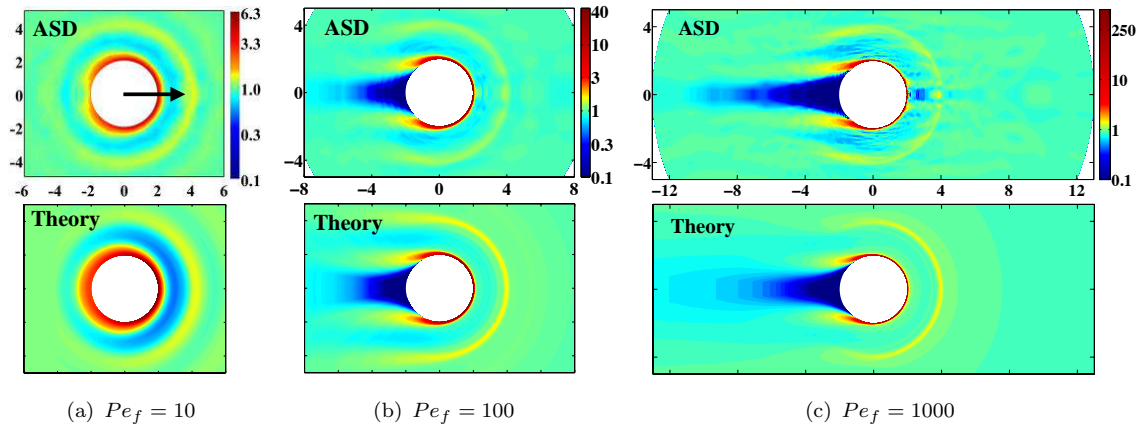 ASD
4
2
0
−2
−4
−6 -4 -2 0 2 4 6
6.3
3.3
1.0
0.3
0.1
ASD
4
0
−4
−8 −4 0 4 8
40
10
3
1
0.3
0.1
ASD
4
0
−4
−12 −8 −4 0 4 8 12
250
10
1
0.1
Theory
Theory
Theory
(a) Pe_f = 10
(b) Pe_f = 100
(c) Pe_f = 1000